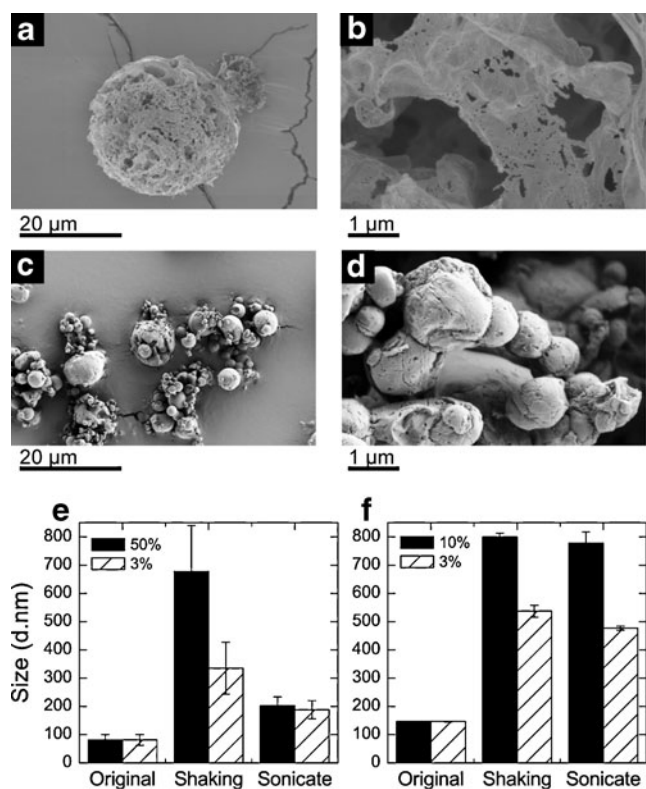 a
b
20 µm
1 µm
c
d
20 µm
1 µm
e
f
Size (d.nm)
800
700
600
500
400
300
200
100
0
50%
3%
Original
Shaking
Sonicate
800
700
600
500
400
300
200
100
0
10%
3%
Original
Shaking
Sonicate